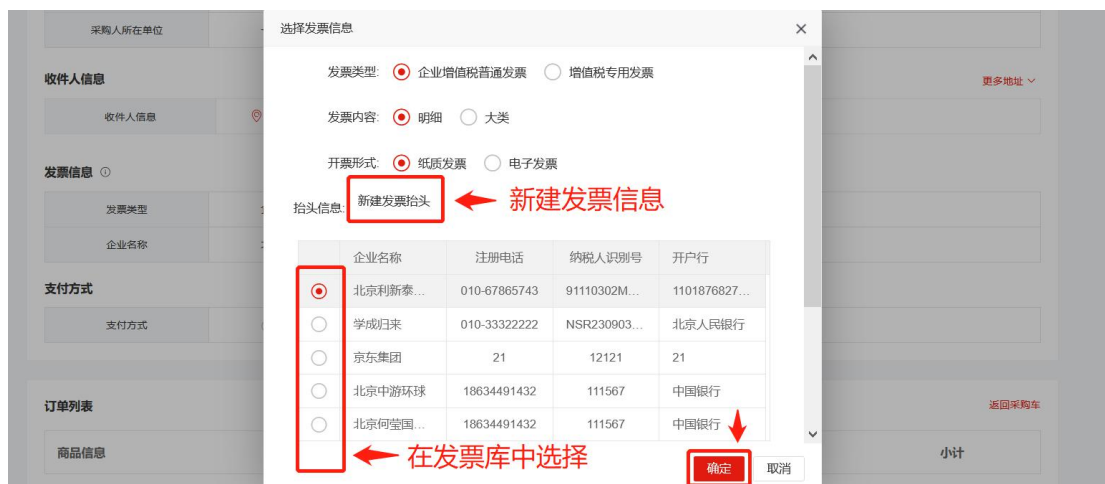 采购人所在单位
选择发票信息
发票类型: 企业增值税普通发票 增值税专用发票
收件人信息
更多地址
收件人信息
发票内容: 明细 大类
开票形式: 纸质发票 电子发票
发票信息
抬头信息: 新建发票抬头 新建发票信息
发票类型
企业名称
企业名称 注册电话 纳税人识别号 开户行
支付方式
北京利新泰... 010-67865743 91110302M... 1101876827...
支付方式
学成归来 010-33322222 NSR230903... 北京人民银行
京东集团 21 12121 21
北京中游环球 18634491432 111567 中国银行
订单列表
返回采购车
北京何莹国... 18634491432 111567 中国银行
商品信息
在发票库中选择
小计
确定 取消